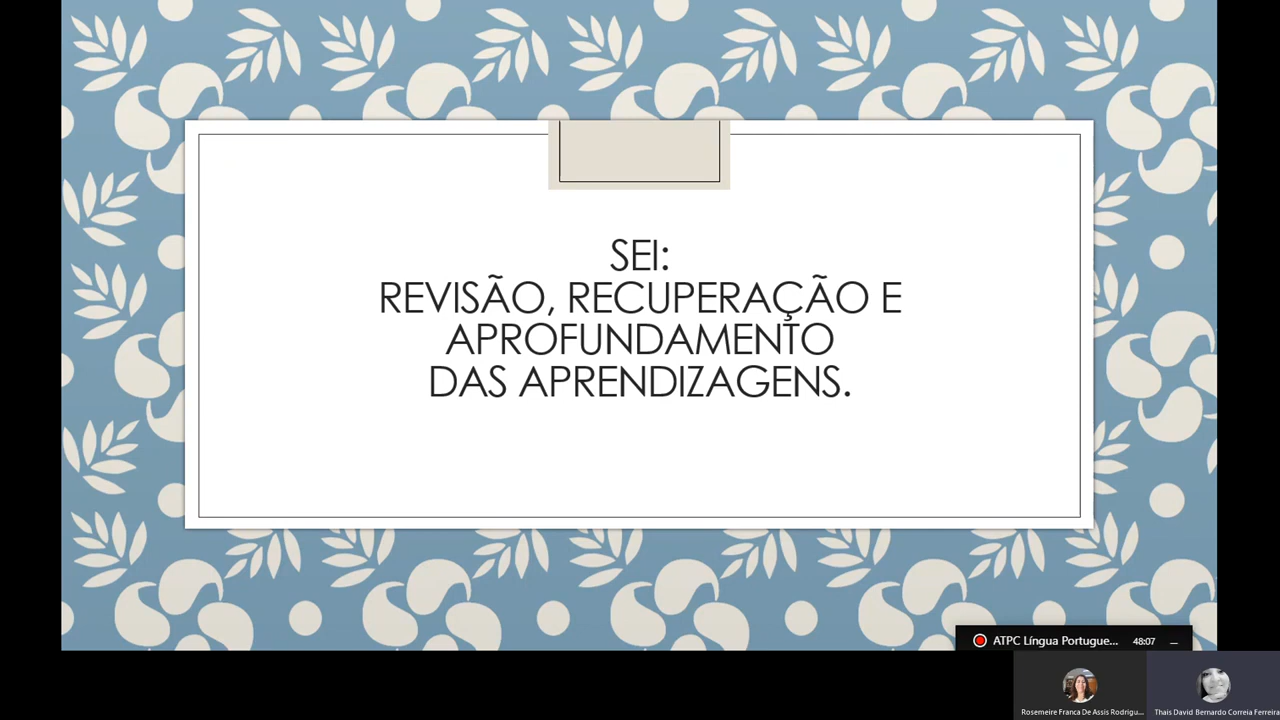 SEI:
REVISÃO, RECUPERAÇÃO E
APROFUNDAMENTO
DAS APRENDIZAGENS.
ATPC Língua Portugue... 48:07
Rosemeire Franca De Assis Rodrigu... Thais David Bernardo Correia Ferreira